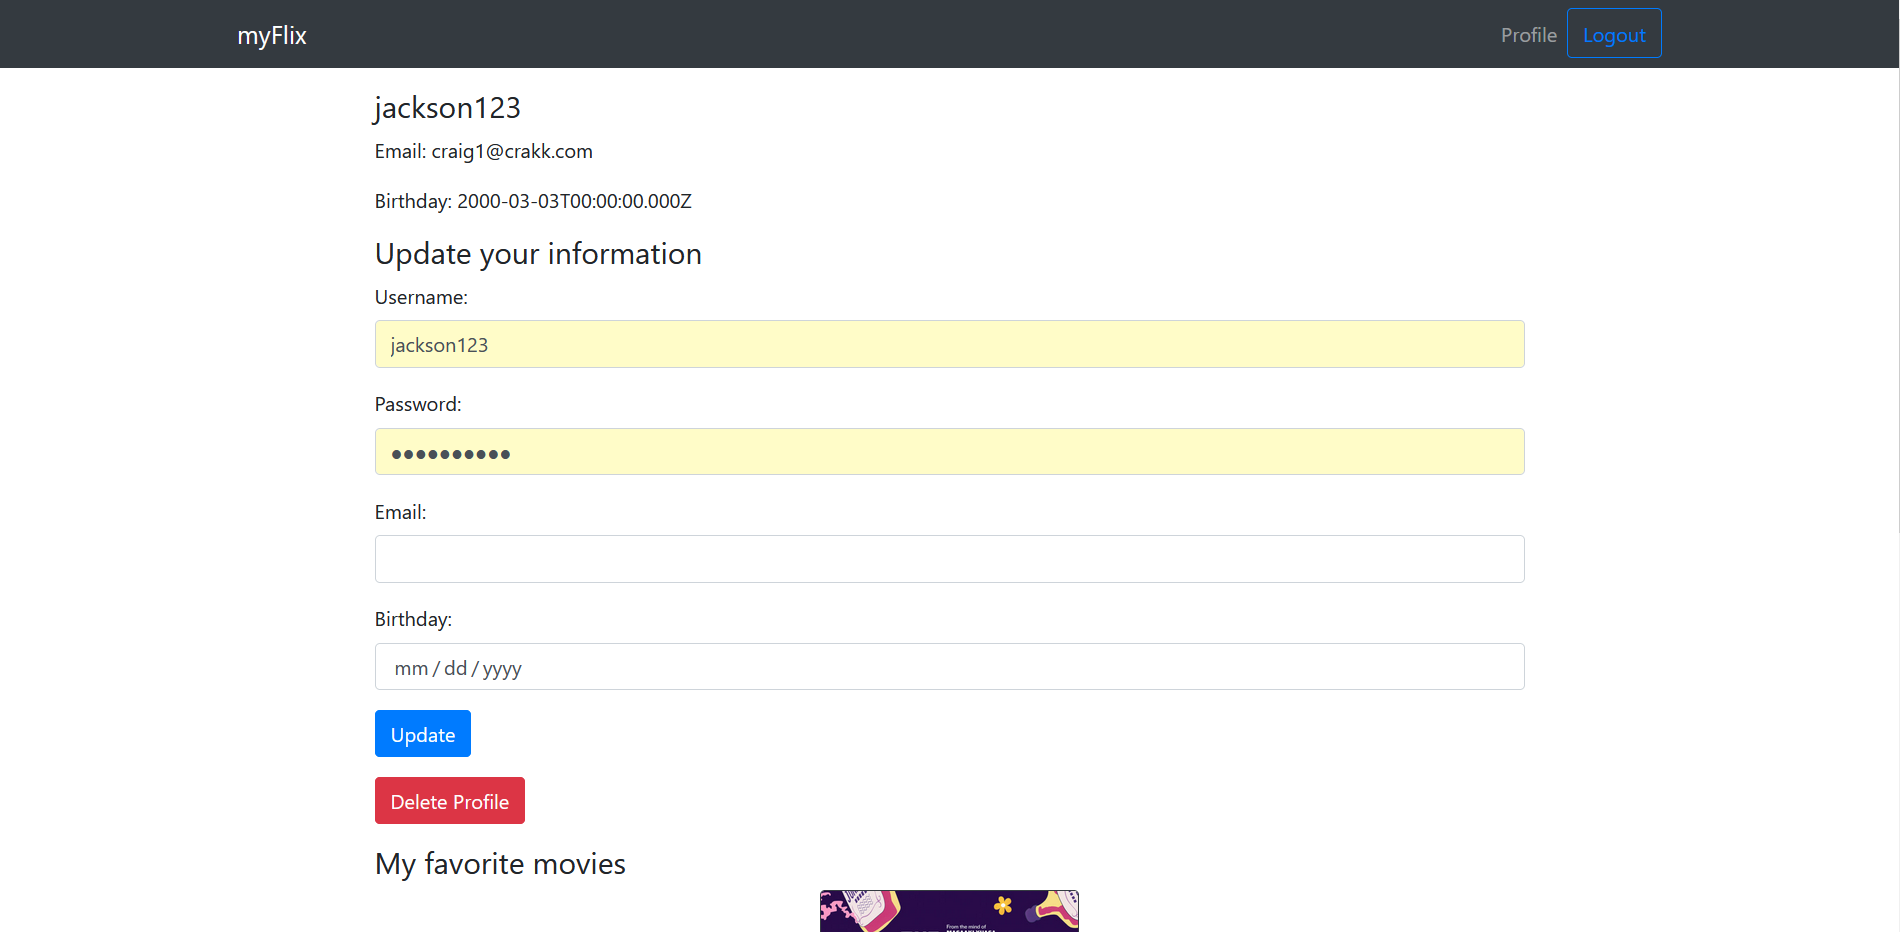 myFlix
Profile
Logout
jackson123
Email: craig1@crakk.com
Birthday: 2000-03-03T00:00:00.000Z
Update your information
Username:
jackson123
Password:
●●●●●●●●●●
Email:
Birthday:
mm / dd / yyyy
Update
Delete Profile
My favorite movies
From the mind of